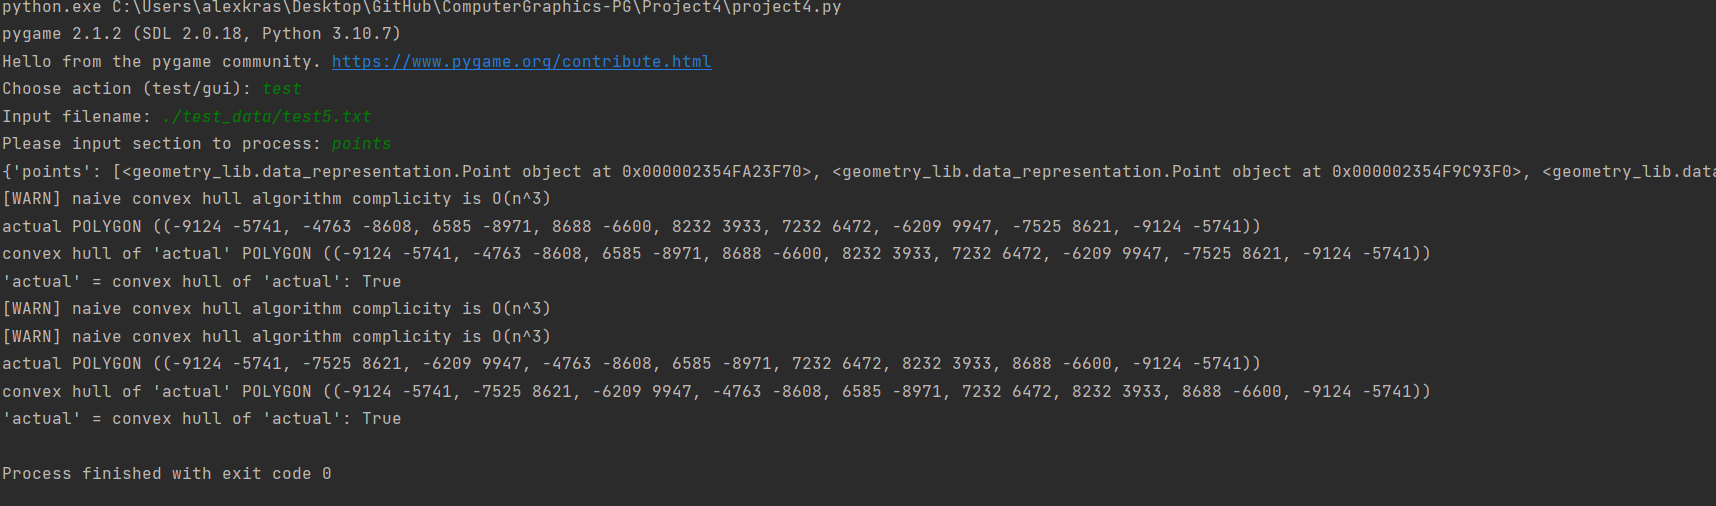 python.exe C:\Users\alexkras\Desktop\GitHub\ComputerGraphics-PG\Project4\project4.py
pygame 2.1.2 (SDL 2.0.18, Python 3.10.7)
Hello from the pygame community. https://www.pygame.org/contribute.html
Choose action (test/gui): test
Input filename: ./test_data/test5.txt
Please input section to process: points
{'points': [<geometry_lib.data_representation.Point object at 0x000002354FA23F70>, <geometry_lib.data_representation.Point object at 0x000002354F9C93F0>, <geometry_lib.data
[WARN] naive convex hull algorithm complicity is O(n^3)
actual POLYGON ((-9124 -5741, -4763 -8608, 6585 -8971, 8688 -6600, 8232 3933, 7232 6472, -6209 9947, -7525 8621, -9124 -5741))
convex hull of 'actual' POLYGON ((-9124 -5741, -4763 -8608, 6585 -8971, 8688 -6600, 8232 3933, 7232 6472, -6209 9947, -7525 8621, -9124 -5741))
'actual' = convex hull of 'actual': True
[WARN] naive convex hull algorithm complicity is O(n^3)
[WARN] naive convex hull algorithm complicity is O(n^3)
actual POLYGON ((-9124 -5741, -7525 8621, -6209 9947, -4763 -8608, 6585 -8971, 7232 6472, 8232 3933, 8688 -6600, -9124 -5741))
convex hull of 'actual' POLYGON ((-9124 -5741, -7525 8621, -6209 9947, -4763 -8608, 6585 -8971, 7232 6472, 8232 3933, 8688 -6600, -9124 -5741))
'actual' = convex hull of 'actual': True
Process finished with exit code 0